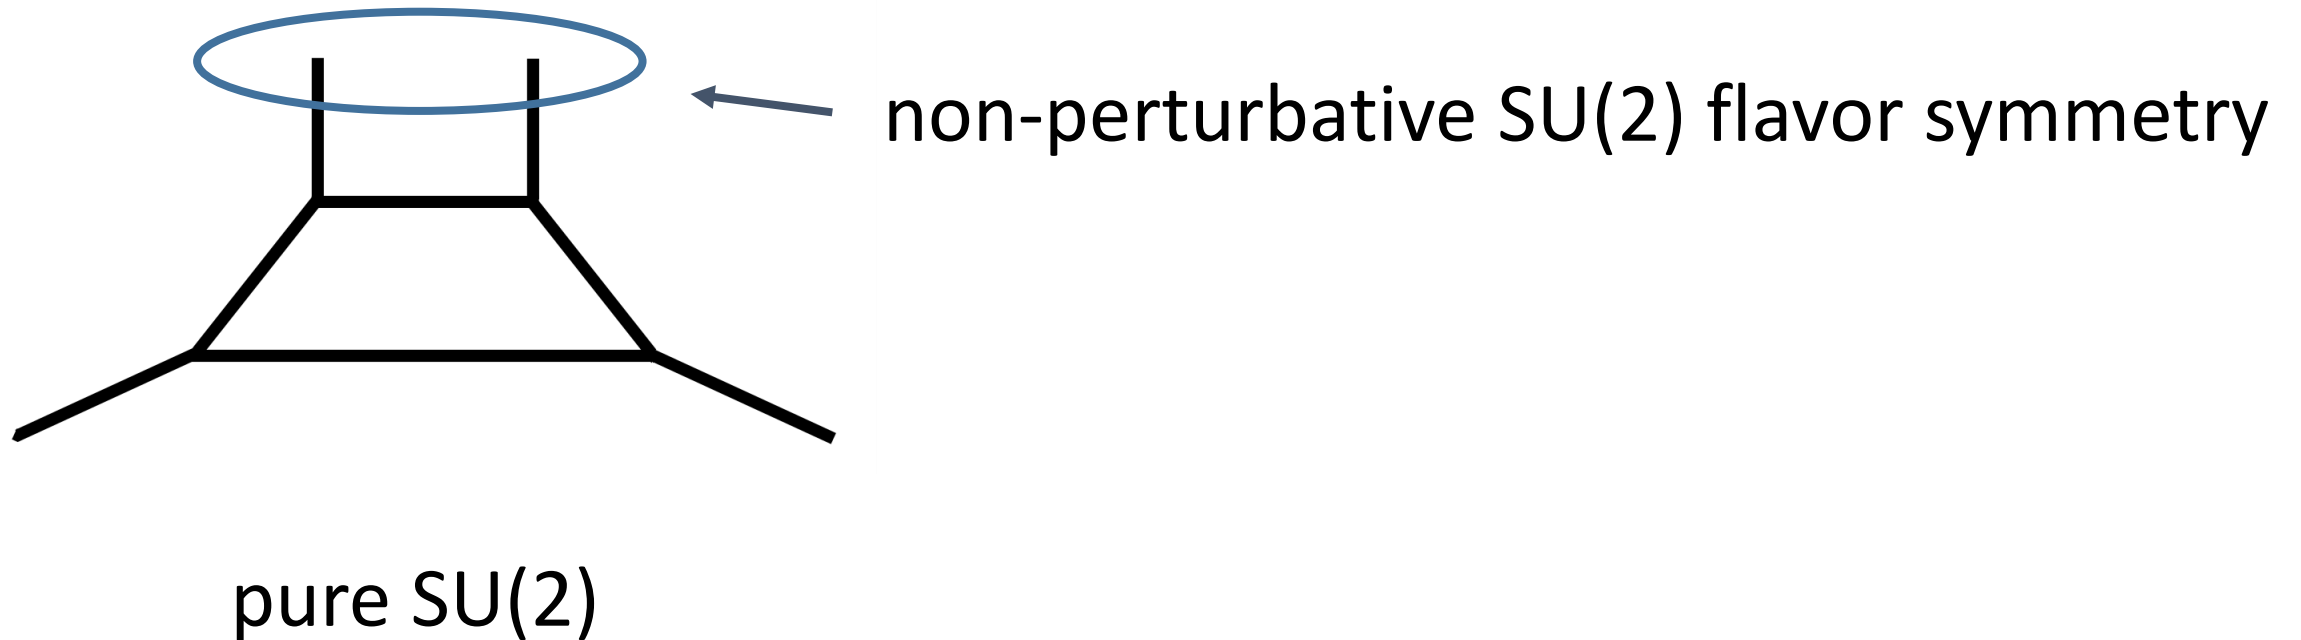 non-perturbative SU(2) flavor symmetry
pure SU(2)